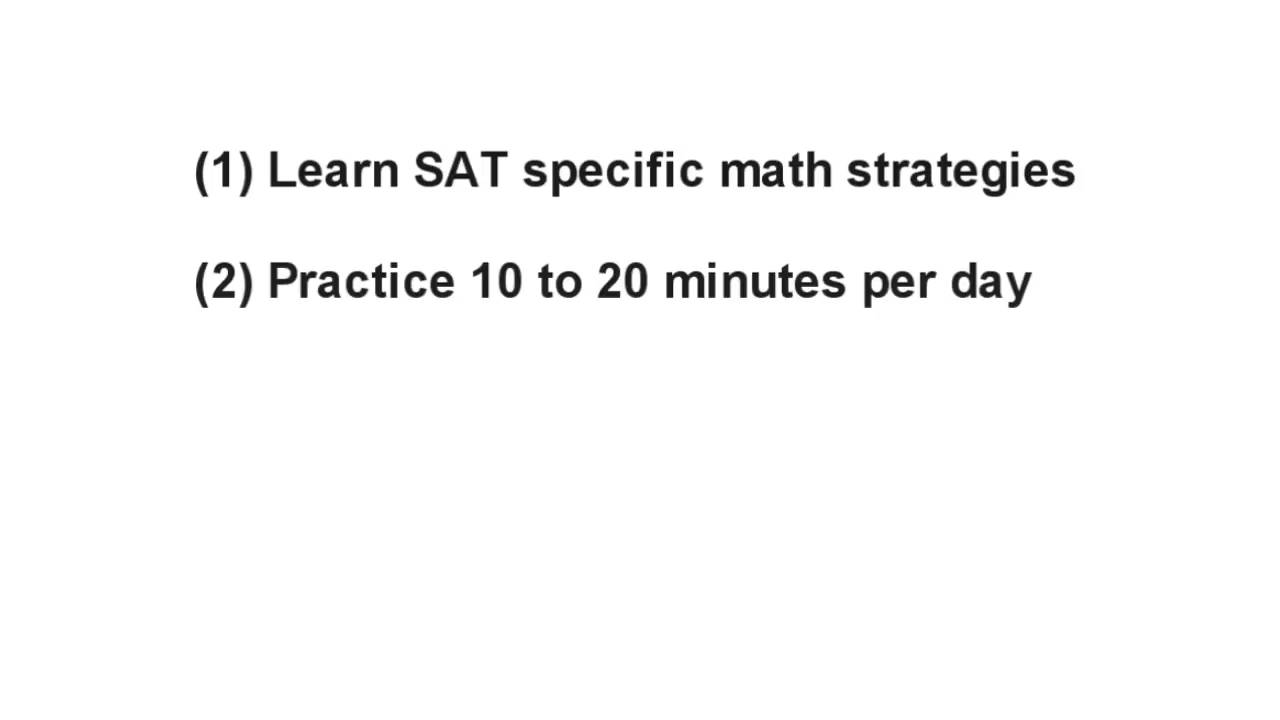 (1) Learn SAT specific math strategies
(2) Practice 10 to 20 minutes per day